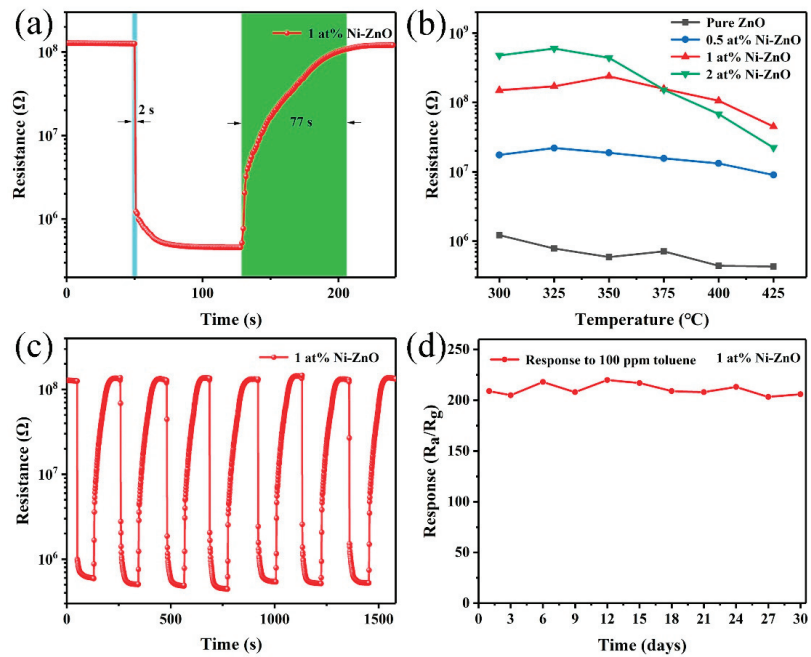 (a)
1 at% Ni-ZnO
2 s
77 s
10⁸
10⁷
10⁶
Resistance (Ω)
0
100
200
Time (s)
(b)
Pure ZnO
0.5 at% Ni-ZnO
1 at% Ni-ZnO
2 at% Ni-ZnO
10⁹
10⁸
10⁷
10⁶
Resistance (Ω)
300
325
350
375
400
425
Temperature (°C)
(c)
1 at% Ni-ZnO
10⁸
10⁷
10⁶
Resistance (Ω)
0
500
1000
1500
Time (s)
(d)
Response to 100 ppm toluene
1 at% Ni-ZnO
250
200
150
100
50
0
Response (Ra/Rg)
0
3
6
9
12
15
18
21
24
27
30
Time (days)